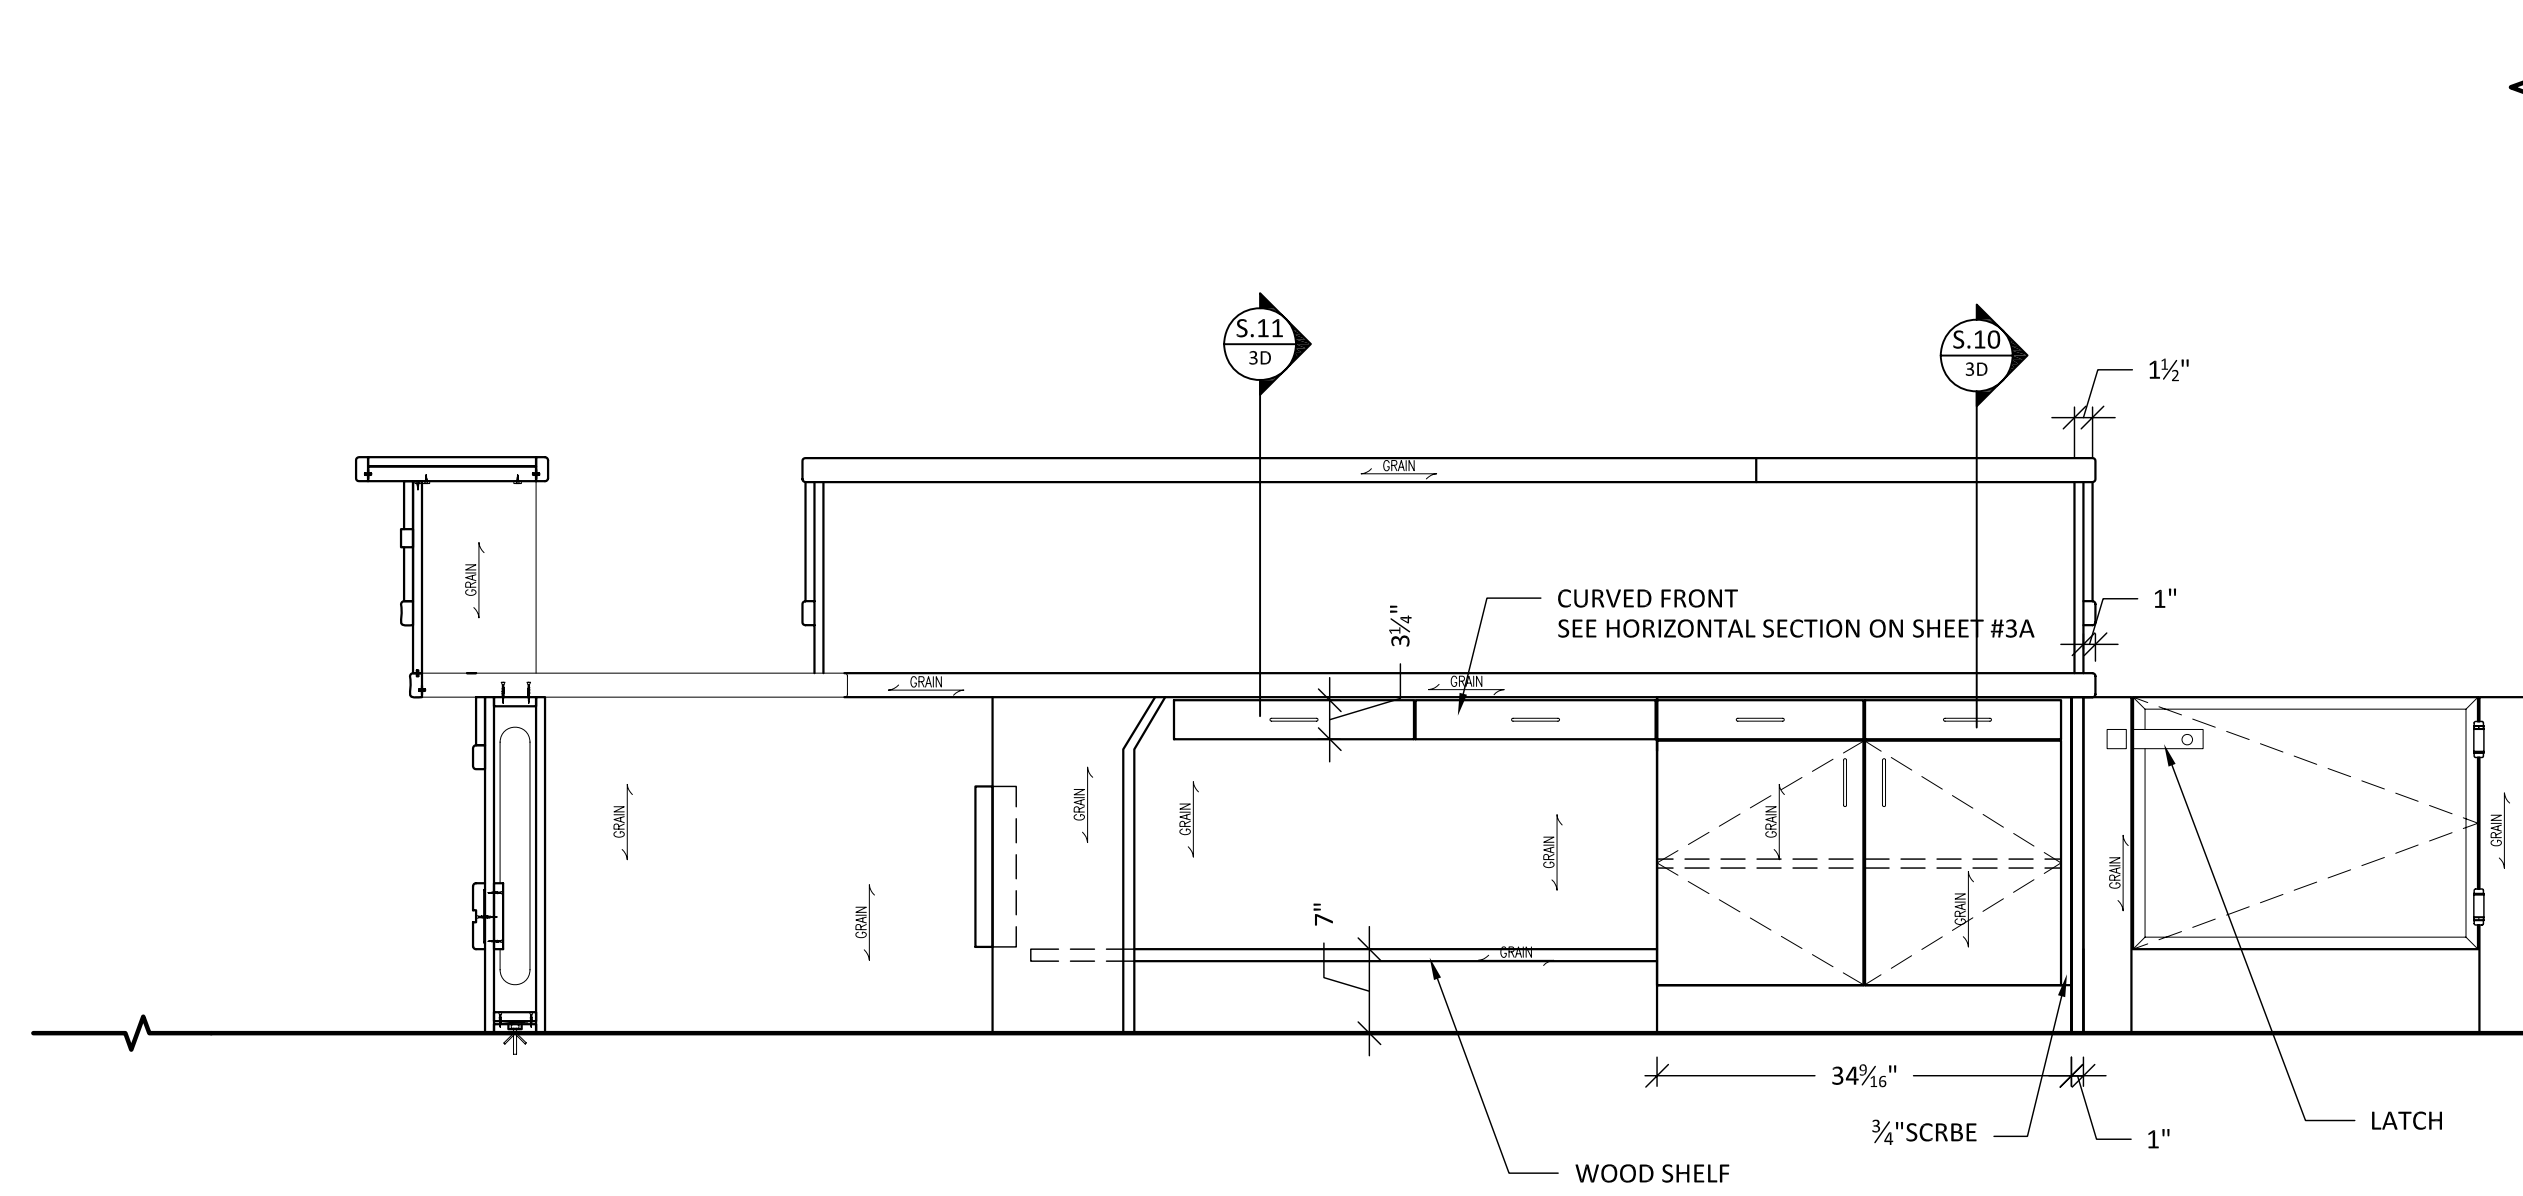 S.11
3D
S.10
3D
1½"
GRAIN
GRAIN
CURVED FRONT
SEE HORIZONTAL SECTION ON SHEET #3A
1"
3¼"
GRAIN
GRAIN
GRAIN
GRAIN
GRAIN
GRAIN
GRAIN
GRAIN
GRAIN
GRAIN
GRAIN
GRAIN
7"
GRAIN
34⁹⁄₁₆"
¾"SCRBE
1"
LATCH
WOOD SHELF